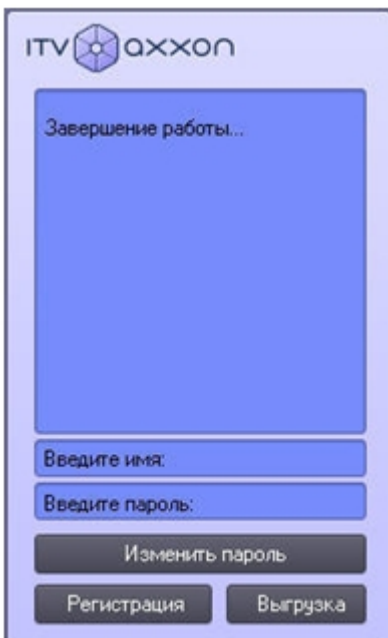 ITV axxon
Завершение работы...
Введите имя:
Введите пароль:
Изменить пароль
Регистрация Выгрузка